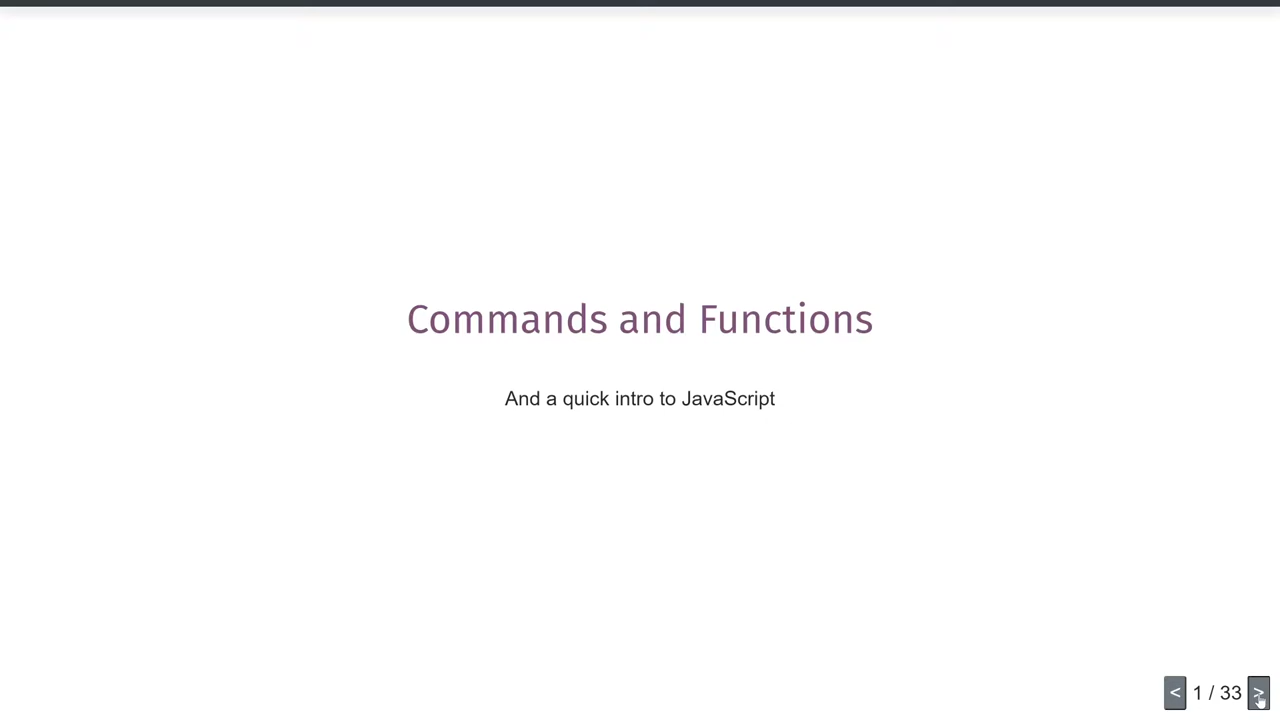 Commands and Functions
And a quick intro to JavaScript
< 1 / 33 >